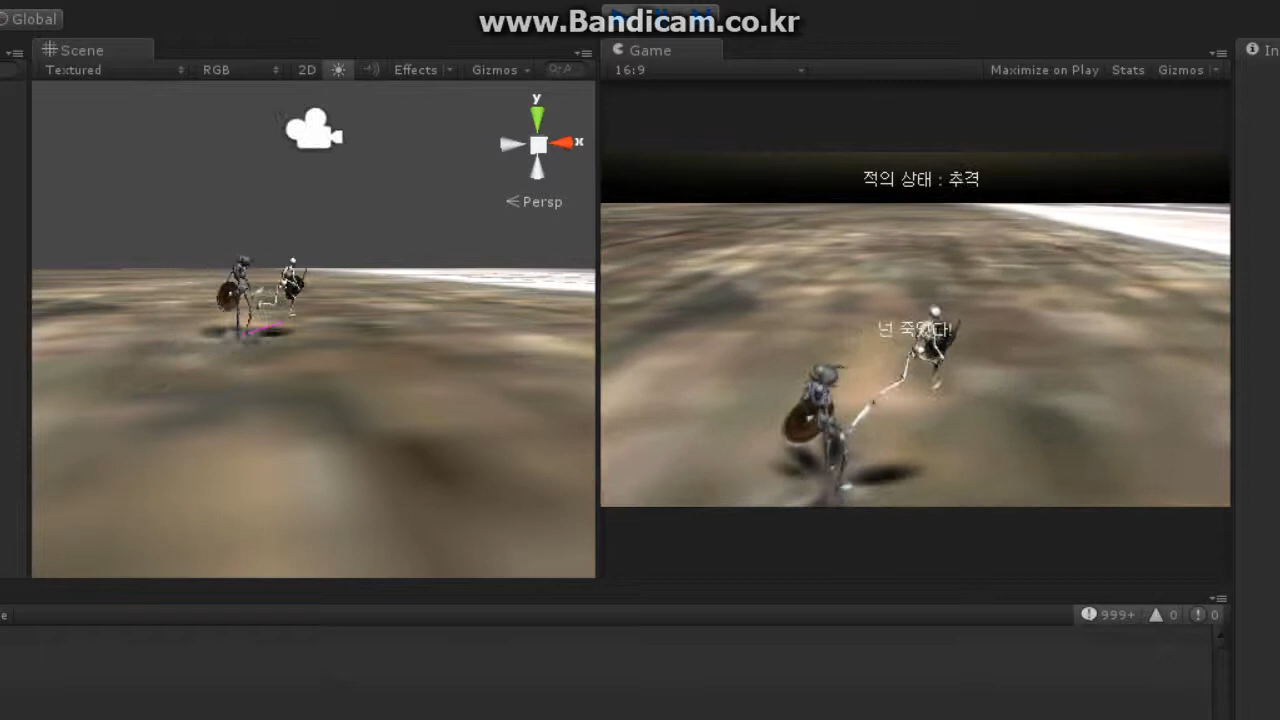 www.Bandicam.co.kr
Global
Scene
Game
In
Textured
RGB
2D
Effects
Gizmos
16:9
Maximize on Play
Stats
Gizmos
y
x
Persp
적의 상태 : 추격
넌 죽었다!
e
999+
0
0